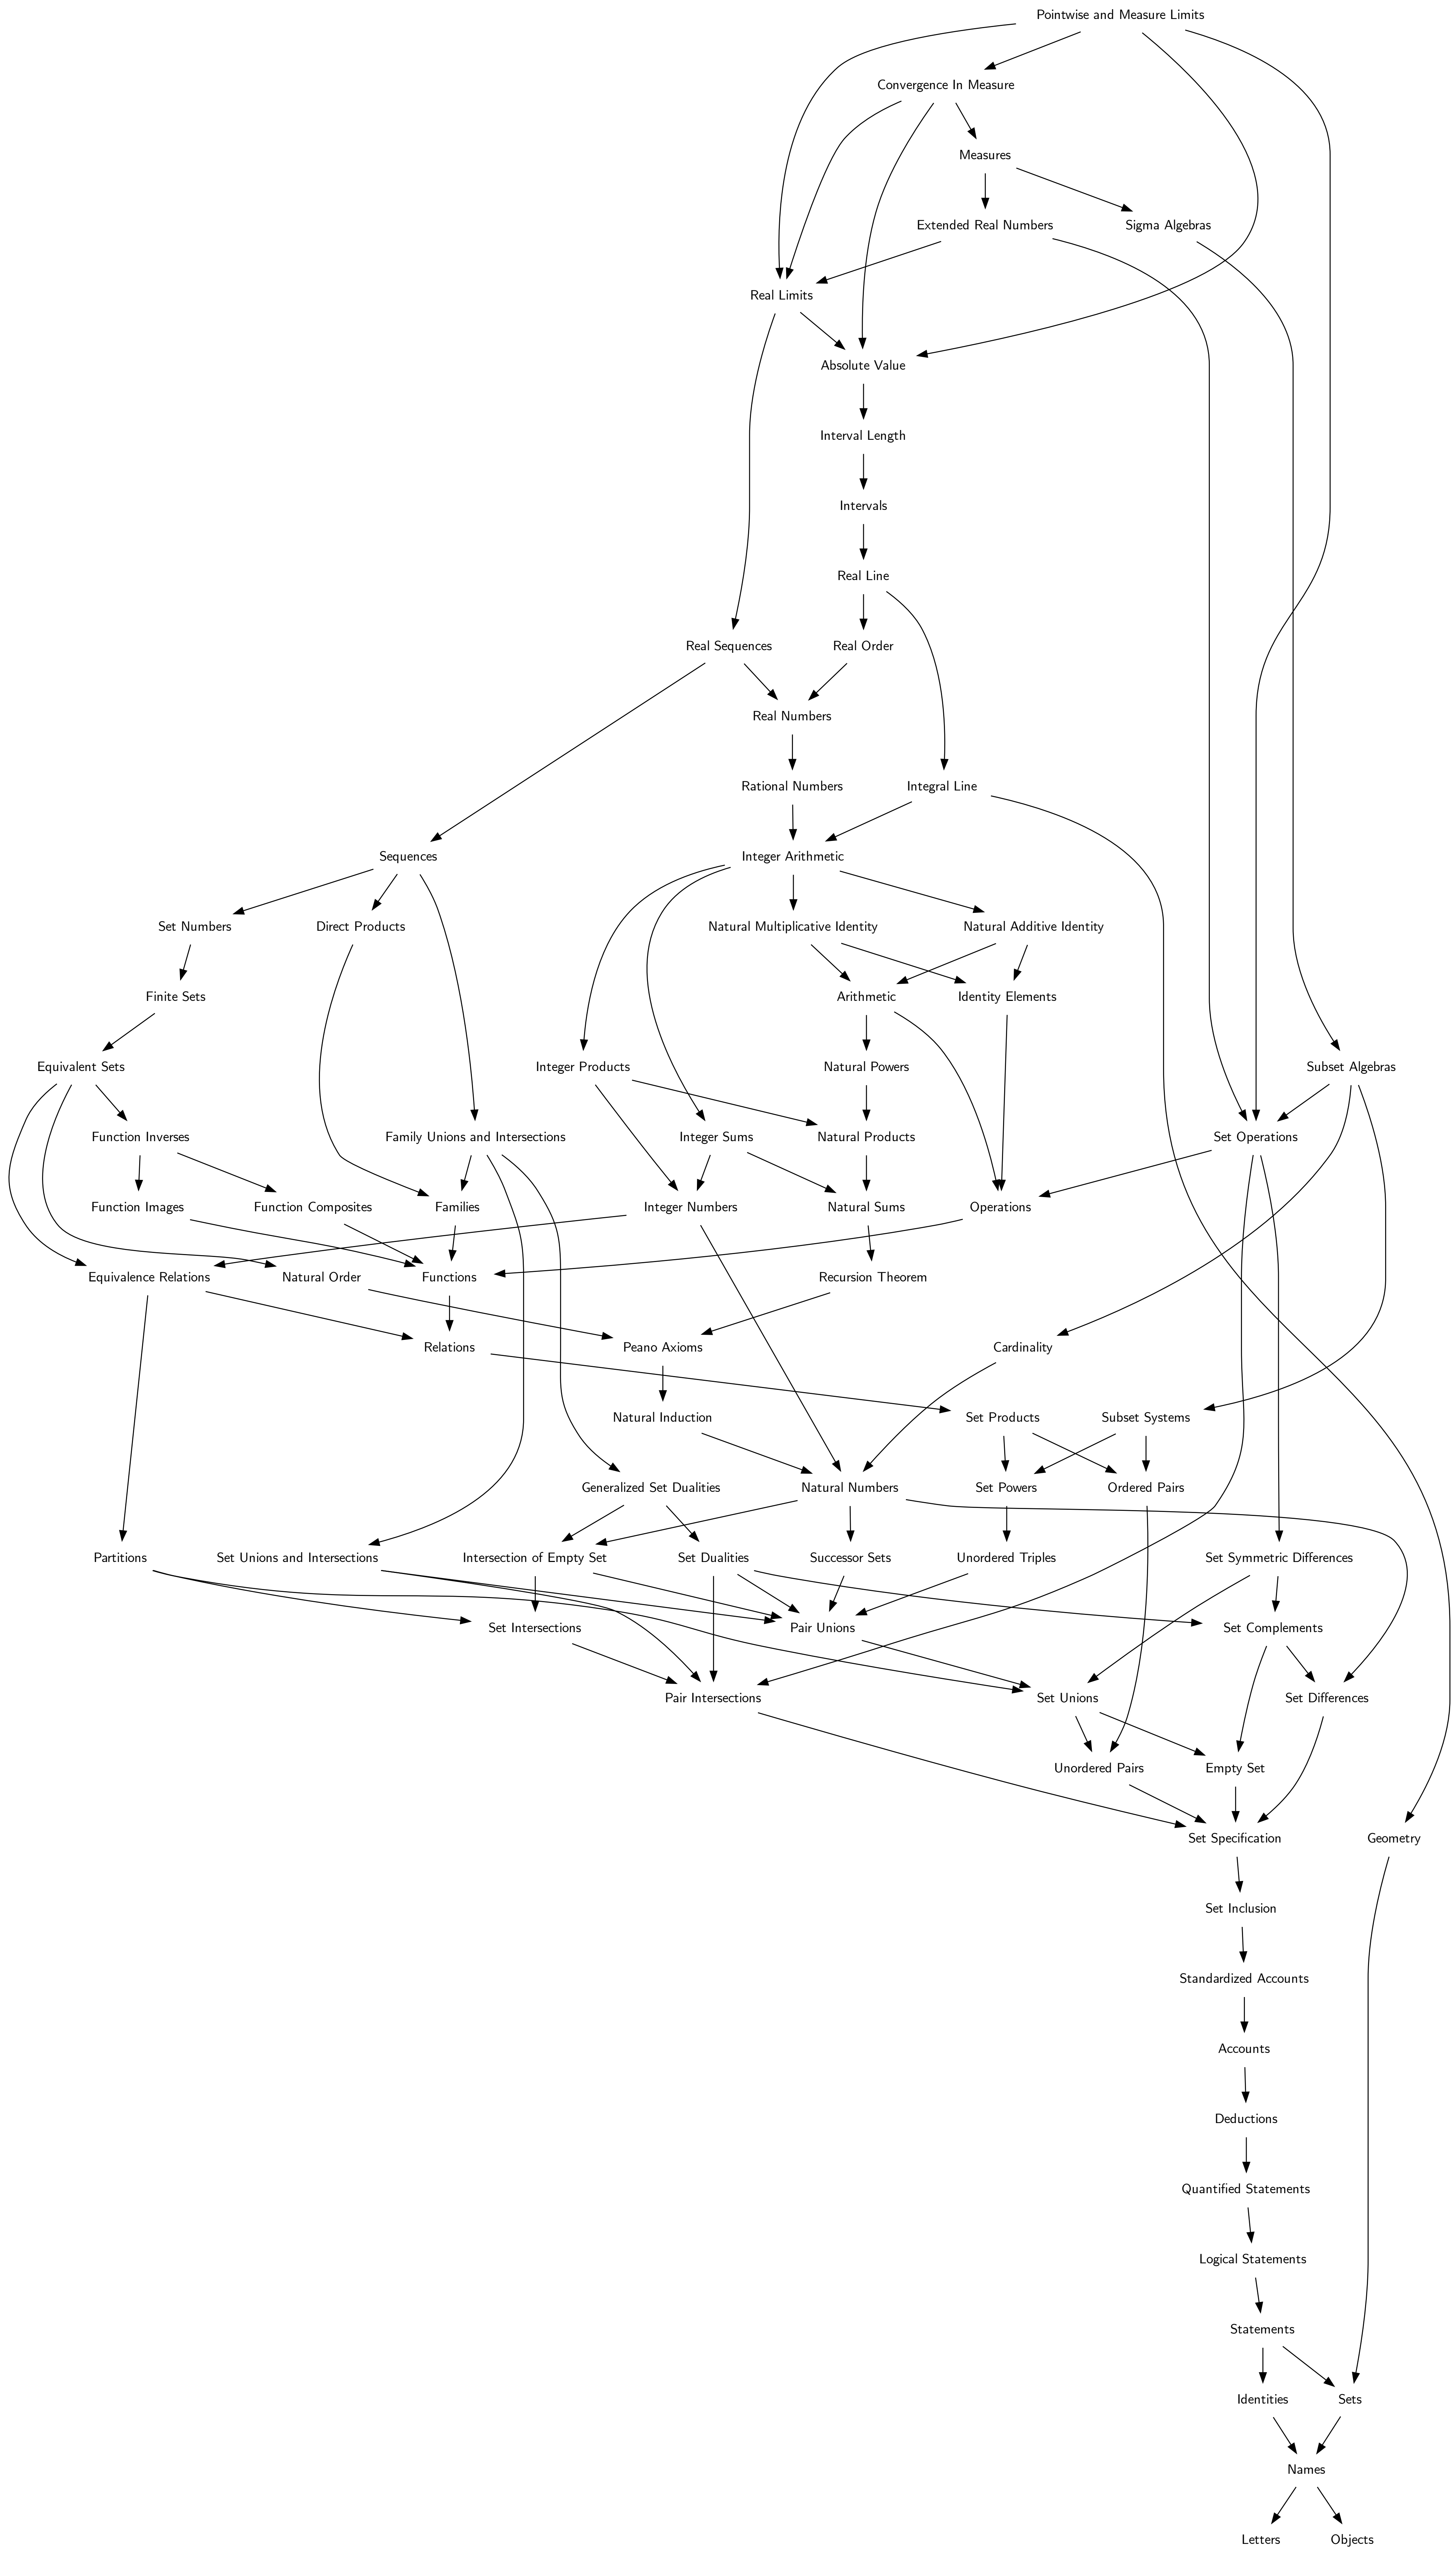 Pointwise and Measure Limits
Convergence In Measure
Measures
Extended Real Numbers
Sigma Algebras
Real Limits
Absolute Value
Interval Length
Intervals
Real Line
Real Sequences
Real Order
Real Numbers
Rational Numbers
Integral Line
Sequences
Integer Arithmetic
Set Numbers
Direct Products
Natural Multiplicative Identity
Natural Additive Identity
Finite Sets
Arithmetic
Identity Elements
Equivalent Sets
Integer Products
Natural Powers
Subset Algebras
Function Inverses
Family Unions and Intersections
Integer Sums
Natural Products
Set Operations
Function Images
Function Composites
Families
Integer Numbers
Natural Sums
Operations
Equivalence Relations
Natural Order
Functions
Recursion Theorem
Relations
Peano Axioms
Cardinality
Natural Induction
Set Products
Subset Systems
Generalized Set Dualities
Natural Numbers
Set Powers
Ordered Pairs
Partitions
Set Unions and Intersections
Intersection of Empty Set
Set Dualities
Successor Sets
Unordered Triples
Set Symmetric Differences
Set Intersections
Pair Unions
Set Complements
Pair Intersections
Set Unions
Set Differences
Unordered Pairs
Empty Set
Set Specification
Geometry
Set Inclusion
Standardized Accounts
Accounts
Deductions
Quantified Statements
Logical Statements
Statements
Identities
Sets
Names
Letters
Objects